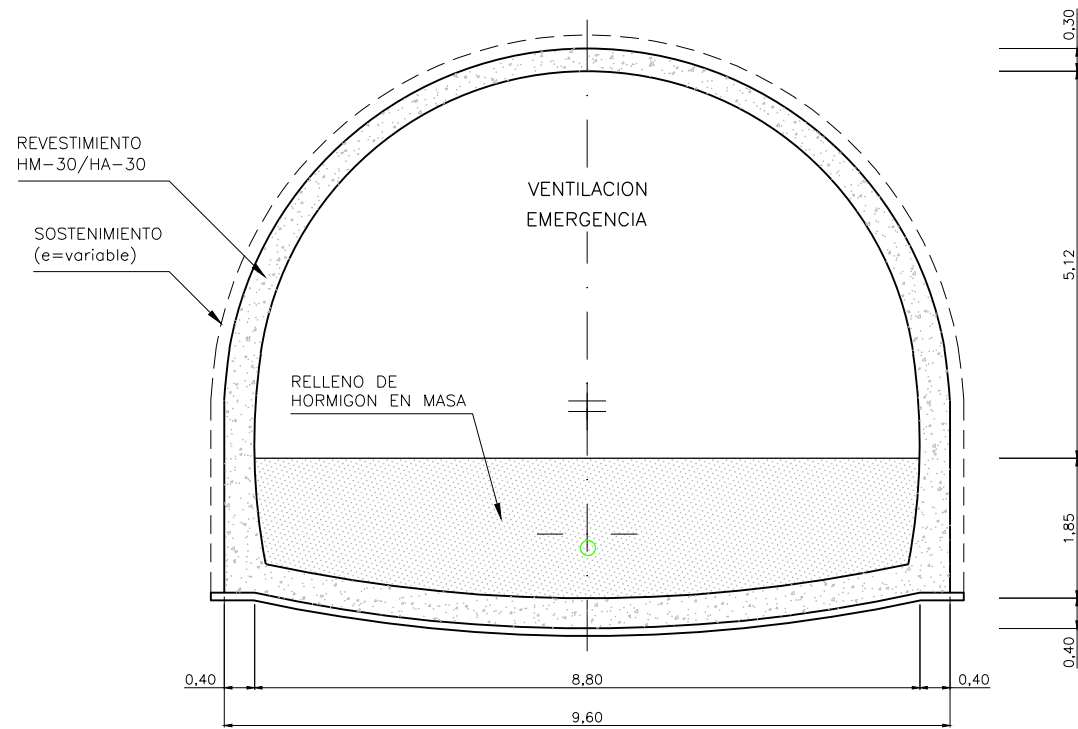 0,30
REVESTIMIENTO
HM-30/HA-30
VENTILACION
EMERGENCIA
SOSTENIMIENTO
(e=variable)
5,12
RELLENO DE
HORMIGON EN MASA
1,85
0,40
0,40
8,80
0,40
9,60